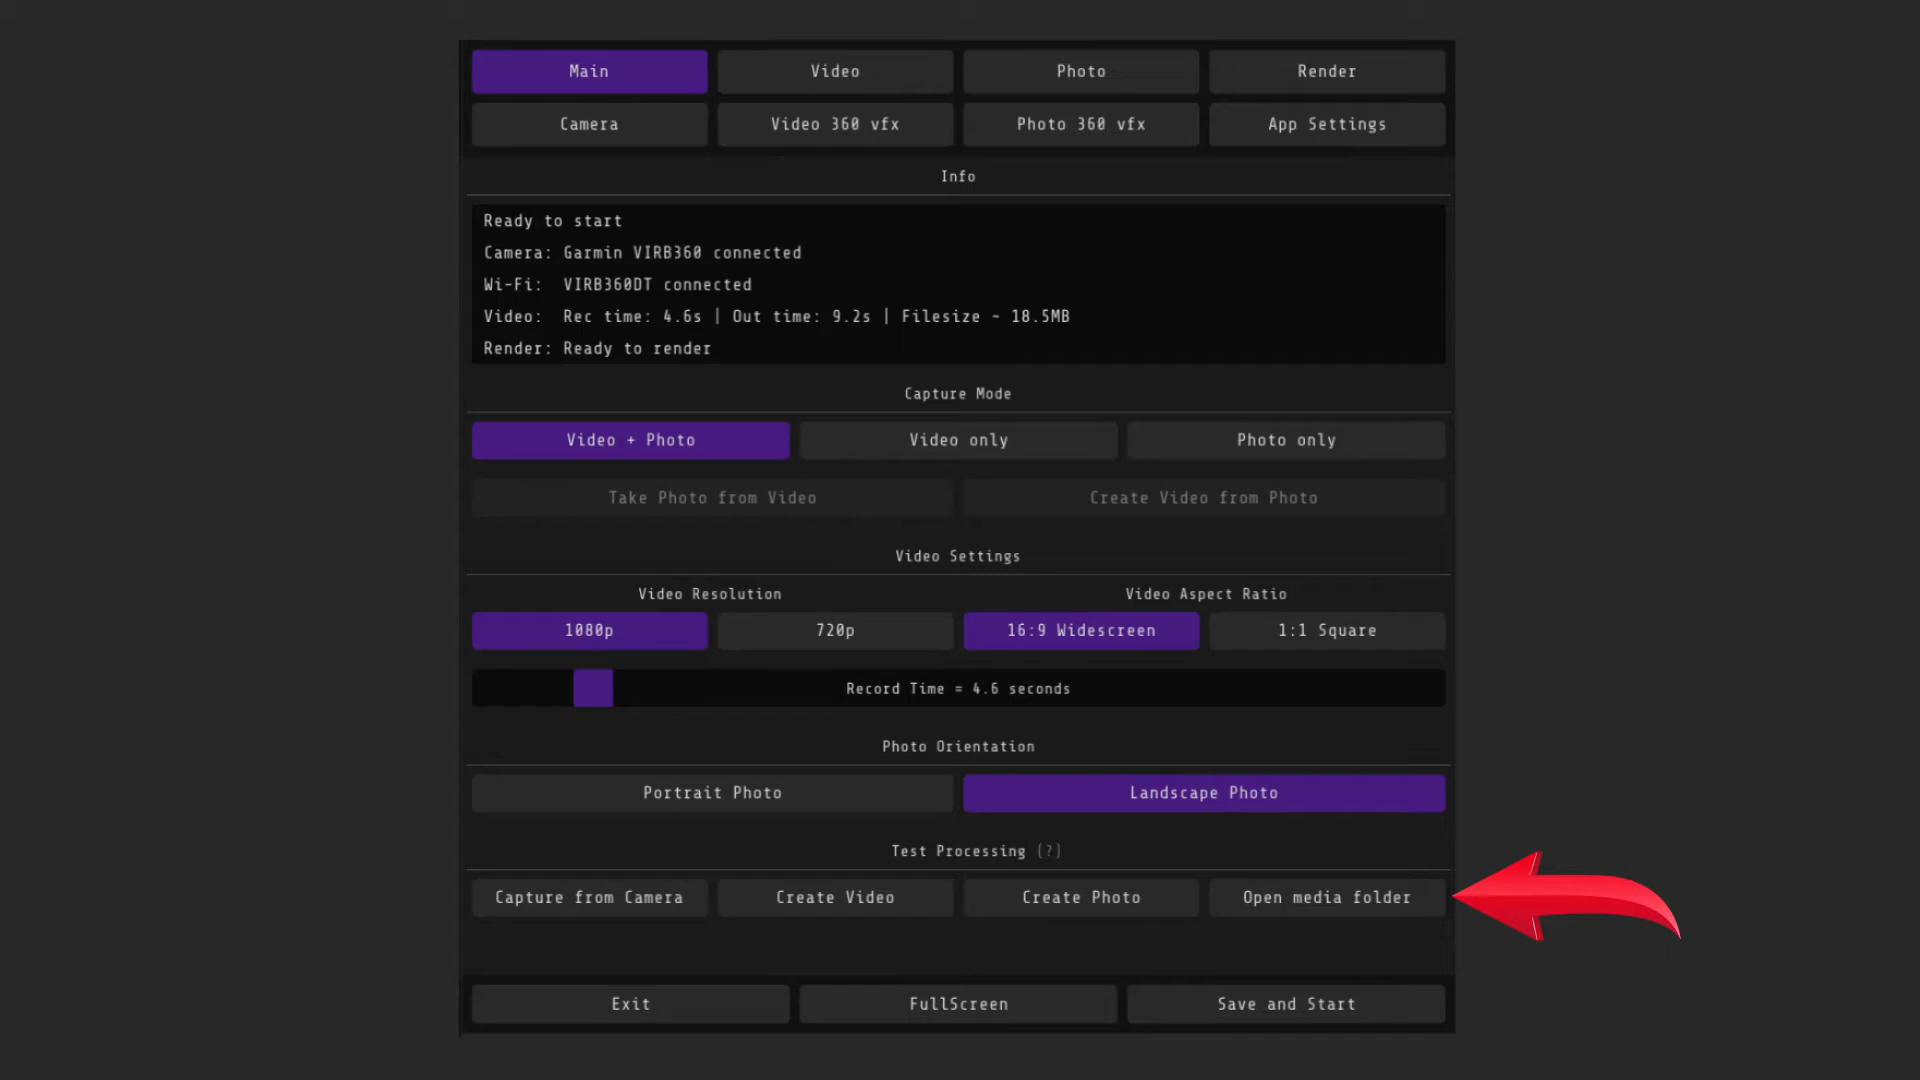 Main Video Photo Render
Camera Video 360 vfx Photo 360 vfx App Settings
Info
Ready to start
Camera: Garmin VIRB360 connected
Wi-Fi: VIRB360DT connected
Video: Rec time: 4.6s | Out time: 9.2s | Filesize ~ 18.5MB
Render: Ready to render
Capture Mode
Video + Photo Video only Photo only
Take Photo from Video Create Video from Photo
Video Settings
Video Resolution Video Aspect Ratio
1080p 720p 16:9 Widescreen 1:1 Square
Record Time = 4.6 seconds
Photo Orientation
Portrait Photo Landscape Photo
Test Processing (?)
Capture from Camera Create Video Create Photo Open media folder
Exit FullScreen Save and Start